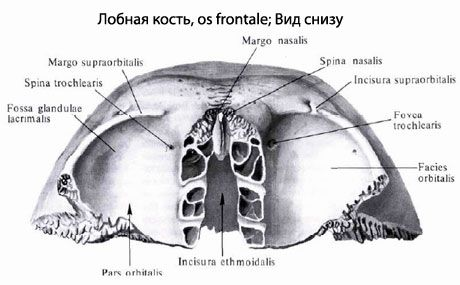 Лобная кость, os frontale; Вид снизу
Margo nasalis
Margo supraorbitalis
Spina nasalis
Spina trochlearis
Incisura supraorbitalis
Fossa glandulae
lacrimalis
Fovea
trochlearis
Facies
orbitalis
Incisura ethmoidalis
Pars orbitalis